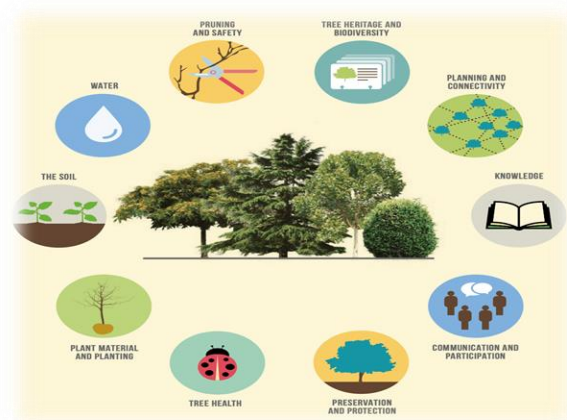 PRUNING
AND SAFETY
TREE HERITAGE AND
BIODIVERSITY
WATER
PLANNING AND
CONNECTIVITY
THE SOIL
KNOWLEDGE
PLANT MATERIAL
AND PLANTING
COMMUNICATION AND
PARTICIPATION
TREE HEALTH
PRESERVATION
AND PROTECTION